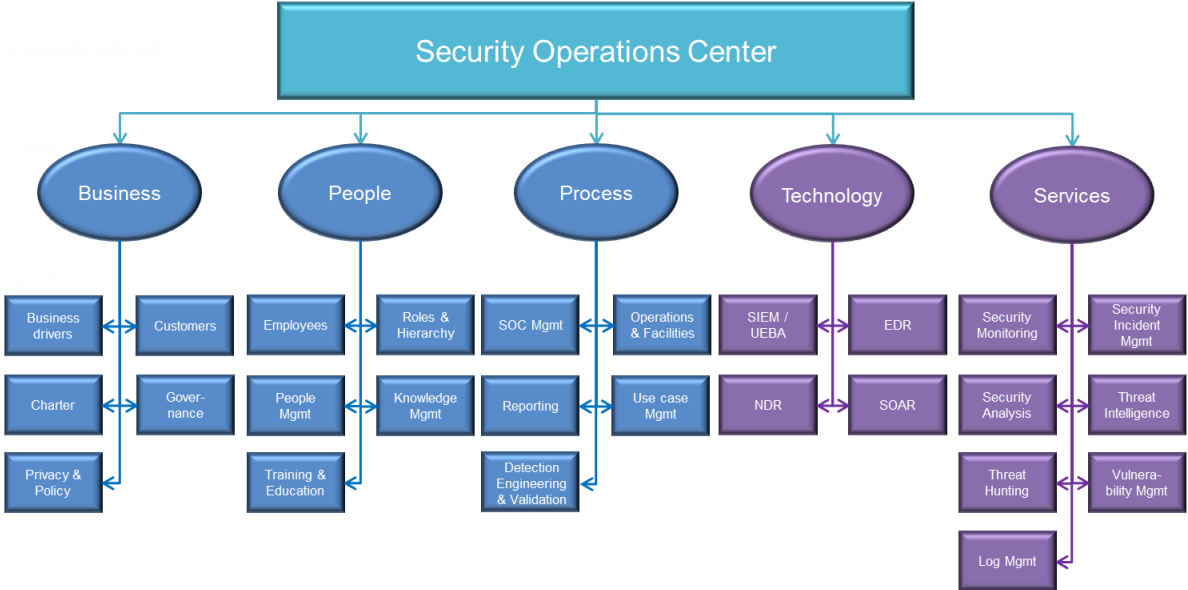 Security Operations Center
Business
People
Process
Technology
Services
Business
drivers
Customers
Charter
Gover-
nance
Privacy &
Policy
Employees
Roles &
Hierarchy
People
Mgmt
Knowledge
Mgmt
Training &
Education
SOC Mgmt
Operations
& Facilities
Reporting
Use case
Mgmt
Detection
Engineering
& Validation
SIEM /
UEBA
EDR
NDR
SOAR
Security
Monitoring
Security
Incident
Mgmt
Security
Analysis
Threat
Intelligence
Threat
Hunting
Vulnera-
bility Mgmt
Log Mgmt